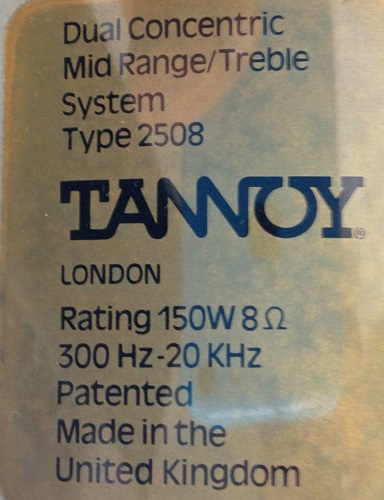 Dual Concentric
Mid Range/Treble
System
Type 2508
TANNOY®
LONDON
Rating 150W 8 Ω
300 Hz-20 KHz
Patented
Made in the
United Kingdom